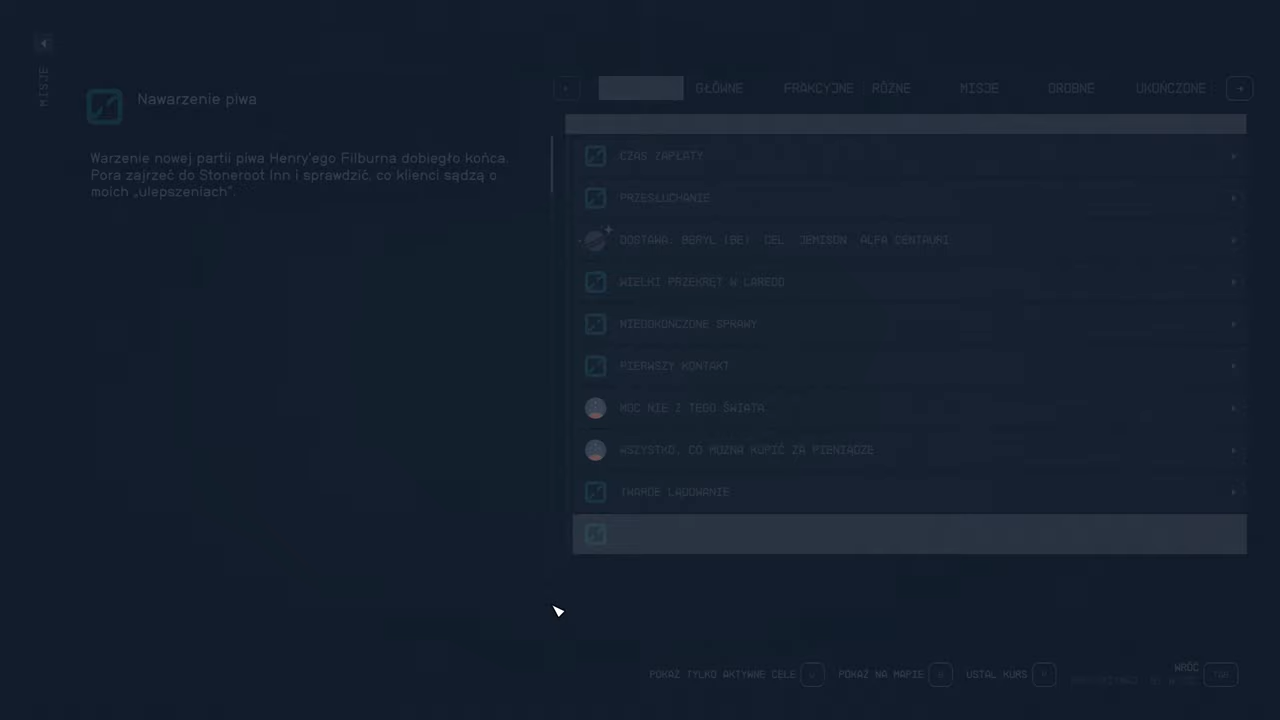 MISJE
Nawarzenie piwa
Warzenie nowej partii piwa Henry'ego Filburna dobiegło końca.
Pora zajrzeć do Stoneroot Inn i sprawdzić, co klienci sądzą o
moich „ulepszeniach”.
GŁÓWNE FRAKCYJNE RÓŻNE MISJE DROBNE UKOŃCZONE
CZAS ZAPŁATY
PRZESŁUCHANIE
DOSTAWA: BERYL (BE) CEL: JEMISON, ALFA CENTAURI
WIELKI PRZEKRĘT W LAREDO
NIEDOKOŃCZONE SPRAWY
PIERWSZY KONTAKT
MOC NIE Z TEGO ŚWIATA
WSZYSTKO, CO MOŻNA KUPIĆ ZA PIENIĄDZE
TWARDE LĄDOWANIE
POKAŻ TYLKO AKTYWNE CELE POKAŻ NA MAPIE USTAL KURS WRÓĆ TAB